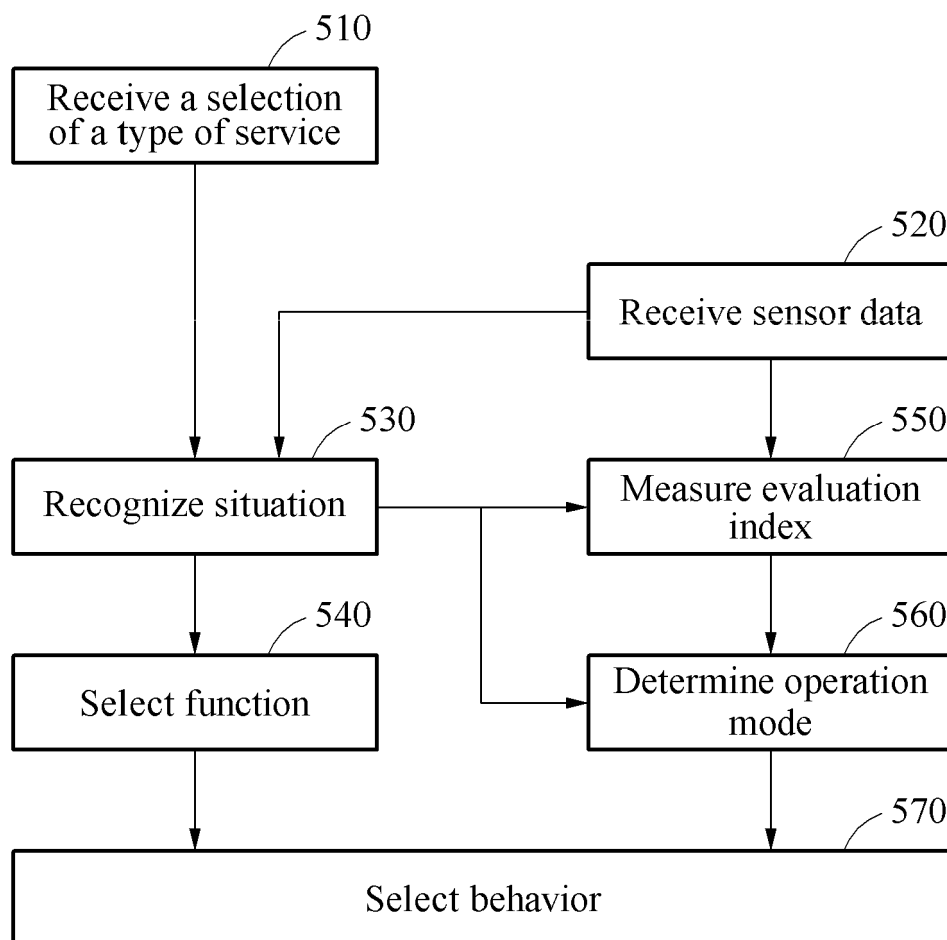 510
Receive a selection
of a type of service
520
Receive sensor data
530
Recognize situation
550
Measure evaluation
index
540
Select function
560
Determine operation
mode
570
Select behavior